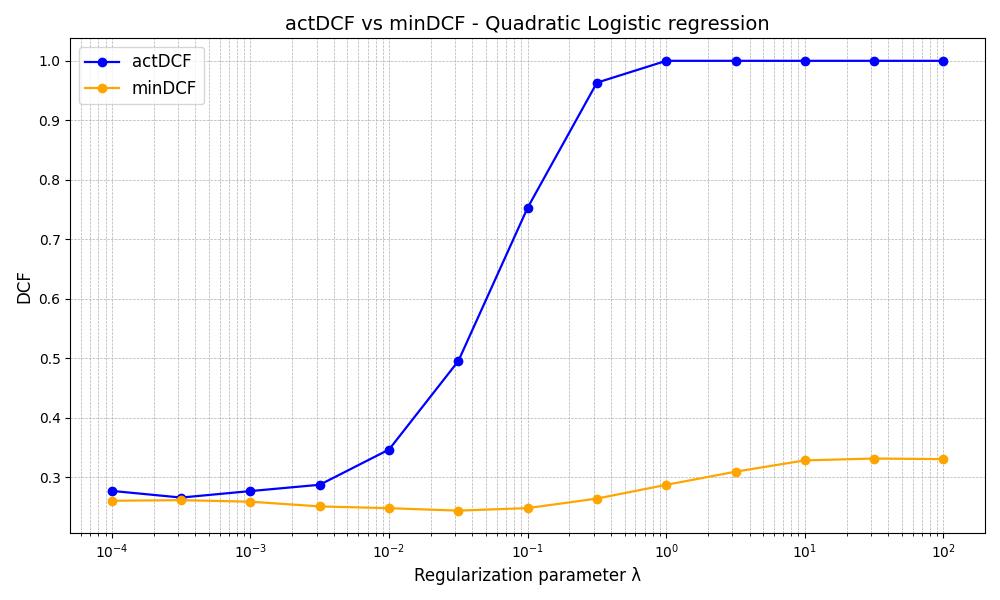 actDCF vs minDCF - Quadratic Logistic regression
actDCF
minDCF
1.0
0.9
0.8
0.7
0.6
0.5
0.4
0.3
DCF
10⁻⁴ 10⁻³ 10⁻² 10⁻¹ 10⁰ 10¹ 10²
Regularization parameter λ